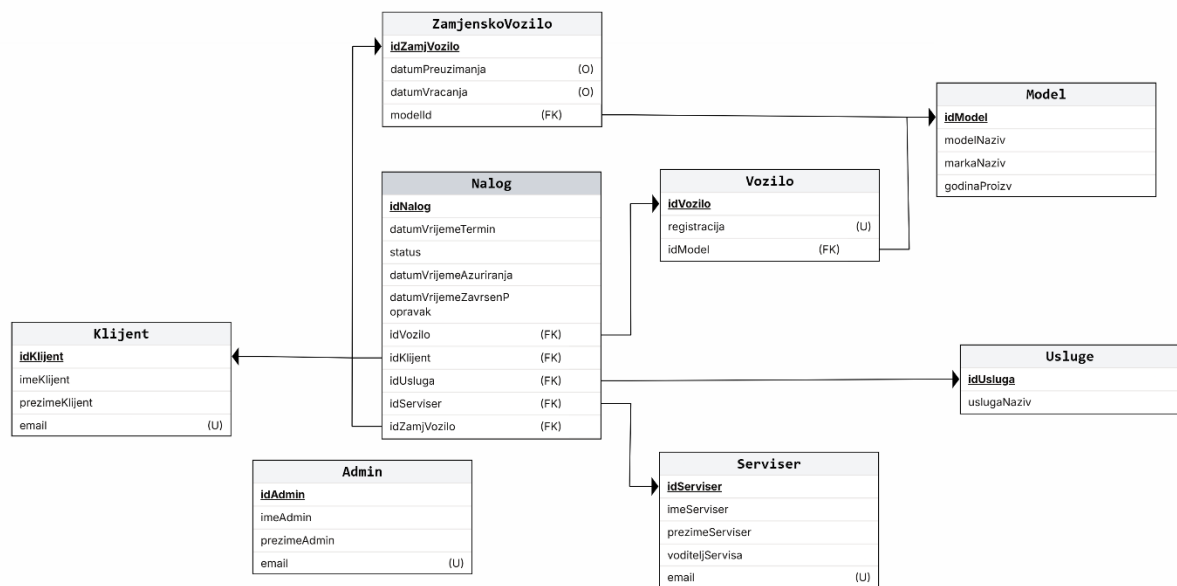 ZamjenskoVozilo
idZamjVozilo
datumPreuzimanja (O)
datumVracanja (O)
modelId (FK)
Model
idModel
modelNaziv
markaNaziv
godinaProizv
Nalog
idNalog
datumVrijemeTermin
status
datumVrijemeAzuriranja
datumVrijemeZavrsenP
opravak
idVozilo (FK)
idKlijent (FK)
idUsluga (FK)
idServiser (FK)
idZamjVozilo (FK)
Vozilo
idVozilo
registracija (U)
idModel (FK)
Klijent
idKlijent
imeKlijent
prezimeKlijent
email (U)
Usluge
idUsluga
uslugaNaziv
Admin
idAdmin
imeAdmin
prezimeAdmin
email (U)
Serviser
idServiser
imeServiser
prezimeServiser
voditeljServisa
email (U)